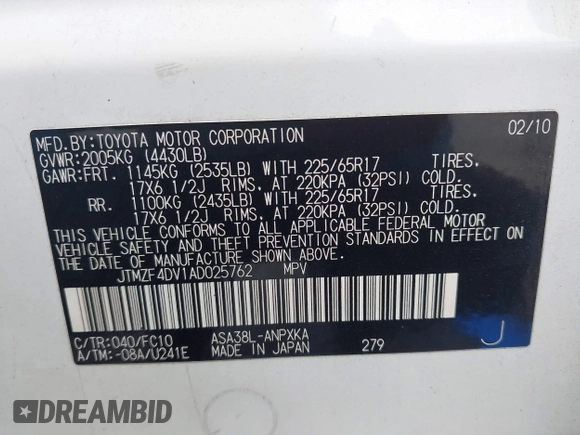 MFD.BY:TOYOTA MOTOR CORPORATION 02/10
GVWR:2005KG (4430LB)
GAWR:FRT. 1145KG (2535LB) WITH 225/65R17 TIRES.
17X6 1/2J RIMS, AT 220KPA (32PSI) COLD.
RR. 1100KG (2435LB) WITH 225/65R17 TIRES.
17X6 1/2J RIMS, AT 220KPA (32PSI) COLD.
THIS VEHICLE CONFORMS TO ALL APPLICABLE FEDERAL MOTOR
VEHICLE SAFETY AND THEFT PREVENTION STANDARDS IN EFFECT ON
THE DATE OF MANUFACTURE SHOWN ABOVE.
JTMZF4DV1AD025762 MPV
C/TR:040/FC10 ASA38L-ANPXKA
A/TM:-08A/U241E MADE IN JAPAN 279 J
DREAMBID